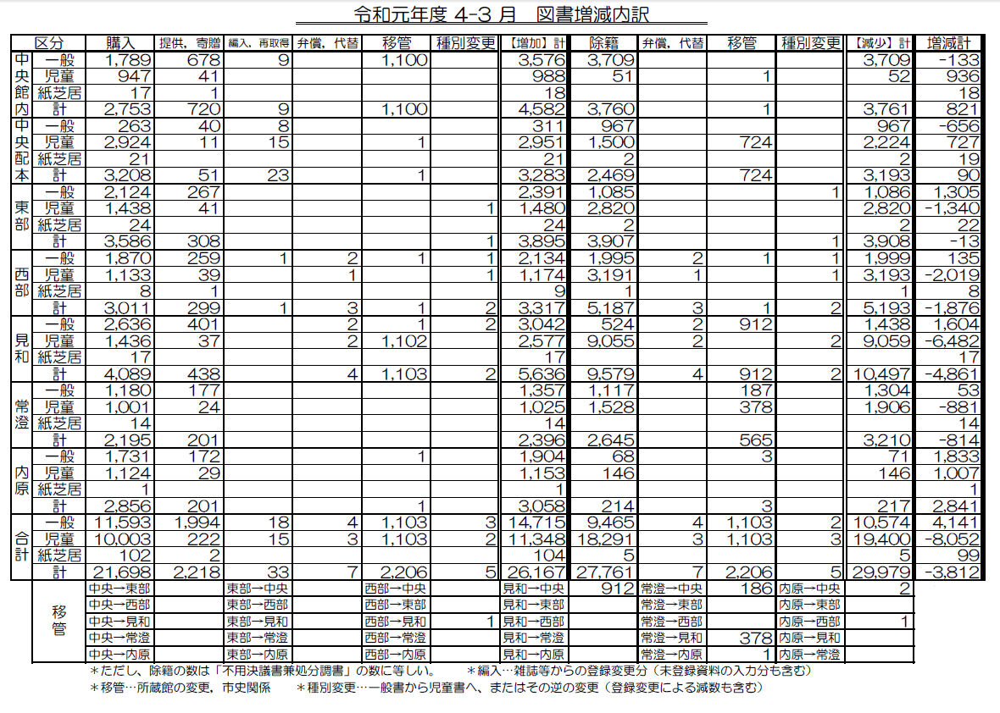 令和元年度 4-3 月 図書増減内訳
区分 購入 提供，寄贈 編入，再取得 弁償，代替 移管 種別変更 【増加】計 除籍 弁償，代替 移管 種別変更 【減少】計 増減計
中央館内 一般 1,789 678 9 1,100 3,576 3,709 3,709 -133
児童 947 41 988 51 1 52 936
紙芝居 17 1 18 18
計 2,753 720 9 1,100 4,582 3,760 1 3,761 821
中央配本 一般 263 40 8 311 967 967 -656
児童 2,924 11 15 1 2,951 1,500 724 2,224 727
紙芝居 21 21 2 2 19
計 3,208 51 23 1 3,283 2,469 724 3,193 90
東部 一般 2,124 267 2,391 1,085 1 1,086 1,305
児童 1,438 41 1 1,480 2,820 2,820 -1,340
紙芝居 24 24 2 2 22
計 3,586 308 1 3,895 3,907 1 3,908 -13
西部 一般 1,870 259 1 2 1 1 2,134 1,995 2 1 1 1,999 135
児童 1,133 39 1 1 1,174 3,191 1 1 3,193 -2,019
紙芝居 8 1 9 1 1 8
計 3,011 299 1 3 1 2 3,317 5,187 3 1 2 5,193 -1,876
見和 一般 2,636 401 2 1 2 3,042 524 2 912 1,438 1,604
児童 1,436 37 2 1,102 2,577 9,055 2 2 9,059 -6,482
紙芝居 17 17 17
計 4,089 438 4 1,103 2 5,636 9,579 4 912 2 10,497 -4,861
常澄 一般 1,180 177 1,357 1,117 187 1,304 53
児童 1,001 24 1,025 1,528 378 1,906 -881
紙芝居 14 14 14
計 2,195 201 2,396 2,645 565 3,210 -814
内原 一般 1,731 172 1 1,904 68 3 71 1,833
児童 1,124 29 1,153 146 146 1,007
紙芝居 1 1 1
計 2,856 201 1 3,058 214 3 217 2,841
合計 一般 11,593 1,994 18 4 1,103 3 14,715 9,465 4 1,103 2 10,574 4,141
児童 10,003 222 15 3 1,103 2 11,348 18,291 3 1,103 3 19,400 -8,052
紙芝居 102 2 104 5 5 99
計 21,698 2,218 33 7 2,206 5 26,167 27,761 7 2,206 5 29,979 -3,812
移管 中央→東部 東部→中央 西部→中央 見和→中央 912 常澄→中央 186 内原→中央 2
中央→西部 東部→西部 西部→東部 見和→東部 常澄→東部 内原→東部
中央→見和 東部→見和 西部→見和 1 見和→西部 常澄→西部 内原→西部 1
中央→常澄 東部→常澄 西部→常澄 見和→常澄 常澄→見和 378 内原→見和
中央→内原 東部→内原 西部→内原 見和→内原 常澄→内原 1 内原→常澄
＊ただし、除籍の数は「不用決議書兼処分調書」の数に等しい。 ＊編入…雑誌等からの登録変更分（未登録資料の入力分も含む）
＊移管…所蔵館の変更，市史関係 ＊種別変更…一般書から児童書へ、またはその逆の変更（登録変更による減数も含む）